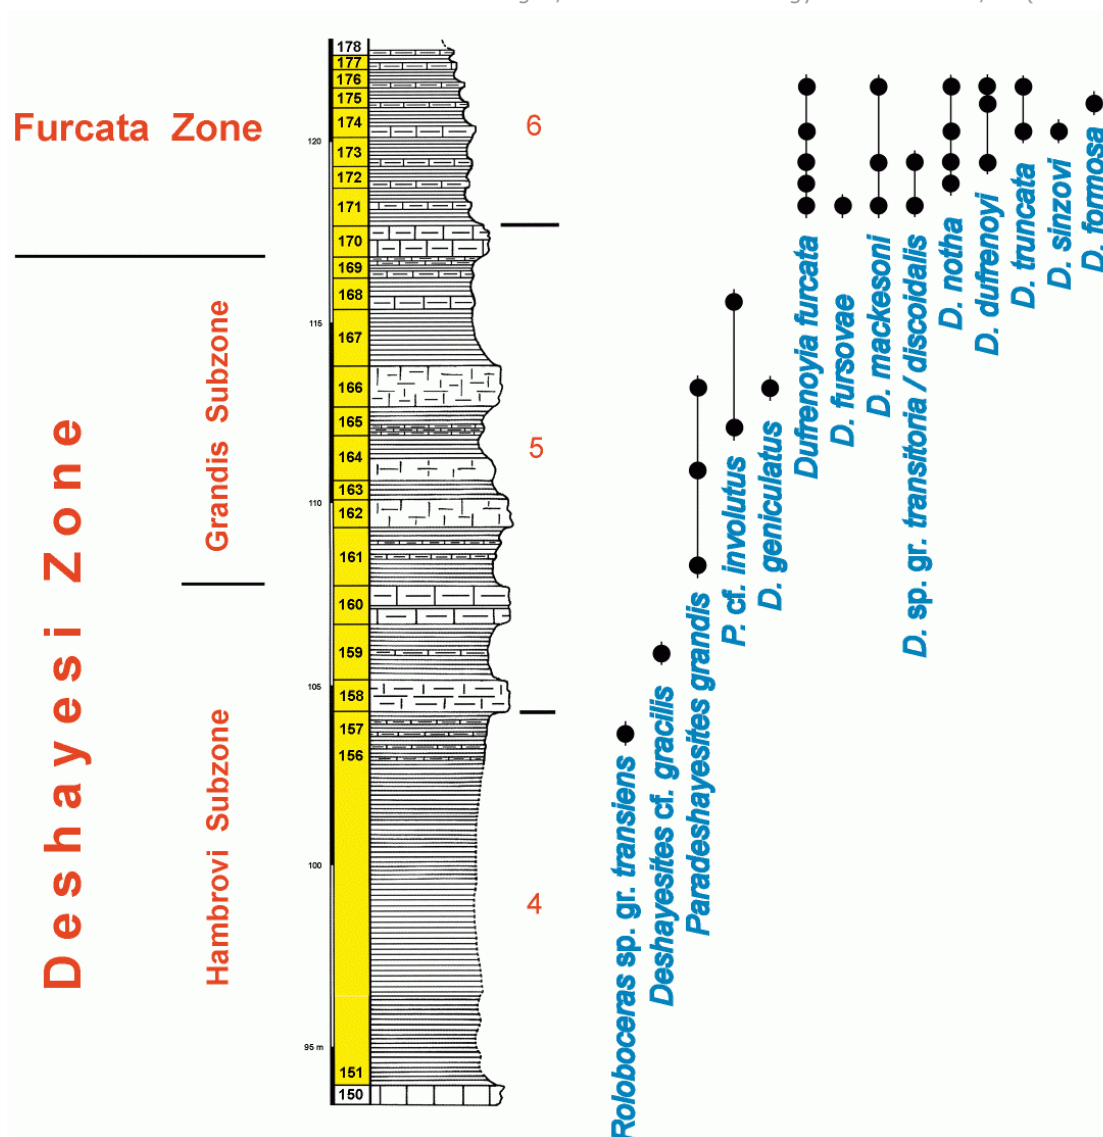 Furcata Zone
Deshayesi Zone
Grandis Subzone
Hambrovi Subzone
178
177
176
175
174
173
172
171
170
169
168
167
166
165
164
163
162
161
160
159
158
157
156
151
150
120
115
110
105
100
95 m
6
5
4
Roloboceras sp. gr. transiens
Deshayesites cf. gracilis
Paradeshayesites grandis
P. cf. involutus
D. geniculatus
Dufrenoyia furcata
D. fursovae
D. mackesoni
D. sp. gr. transitoria / discoidalis
D. notha
D. dufrenoyi
D. truncata
D. sinzovi
D. formosa